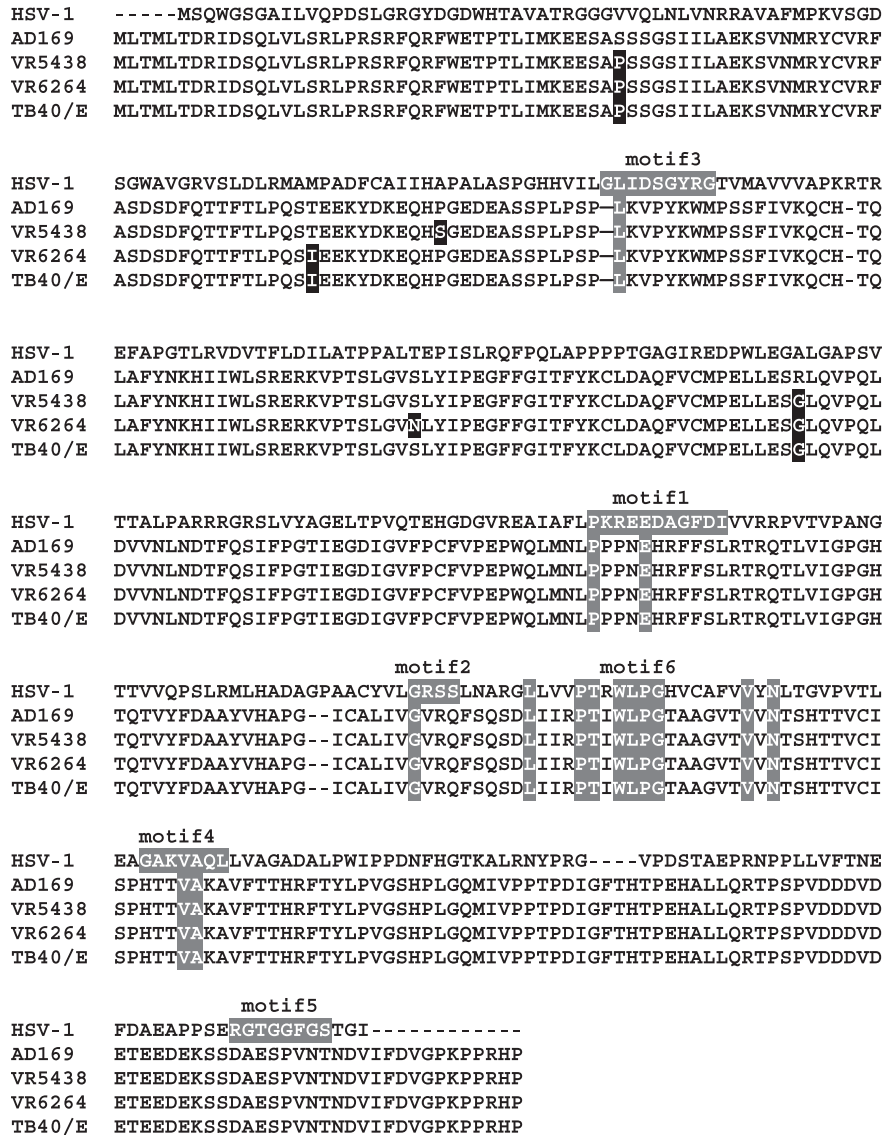 HSV-1 -----MSQWGSGAILVQPDSLGRGYDGDWHTAVATRGGGVVQLNLVNRRAVAFMPKVSGD
AD169 MLTMLTDRIDSQLVLSRLPRSRFQRFWETPTLIMKEESASSSGSIILAEKSVNMRYCVRF
VR5438 MLTMLTDRIDSQLVLSRLPRSRFQRFWETPTLIMKEESAPSSGSIILAEKSVNMRYCVRF
VR6264 MLTMLTDRIDSQLVLSRLPRSRFQRFWETPTLIMKEESAPSSGSIILAEKSVNMRYCVRF
TB40/E MLTMLTDRIDSQLVLSRLPRSRFQRFWETPTLIMKEESAPSSGSIILAEKSVNMRYCVRF
motif3
HSV-1 SGWAVGRVSLDLRMAMPADFCAIIHAPALASPGHHVILGLIDSGYRGTVMAVVVAPKRTR
AD169 ASDSDFQTTFTLPQSTEEKYDKEQHPGEDEASSPLPSP—LKVPYKWMPSSFIVKQCH-TQ
VR5438 ASDSDFQTTFTLPQSTEEKYDKEQHSGEDEASSPLPSP—LKVPYKWMPSSFIVKQCH-TQ
VR6264 ASDSDFQTTFTLPQSIEEKYDKEQHPGEDEASSPLPSP—LKVPYKWMPSSFIVKQCH-TQ
TB40/E ASDSDFQTTFTLPQSIEEKYDKEQHPGEDEASSPLPSP—LKVPYKWMPSSFIVKQCH-TQ
HSV-1 EFAPGTLRVDVTFLDILATPPALTEPISLRQFPQLAPPPPTGAGIREDPWLEGALGAPSV
AD169 LAFYNKHIIWLSRERKVPTSLGVSLYIPEGFFGITFYKCLDAQFVCMPELLESRLQVPQL
VR5438 LAFYNKHIIWLSRERKVPTSLGVSLYIPEGFFGITFYKCLDAQFVCMPELLESGLQVPQL
VR6264 LAFYNKHIIWLSRERKVPTSLGVNLYIPEGFFGITFYKCLDAQFVCMPELLESGLQVPQL
TB40/E LAFYNKHIIWLSRERKVPTSLGVSLYIPEGFFGITFYKCLDAQFVCMPELLESGLQVPQL
motif1
HSV-1 TTALPARRRGRSLVYAGELTPVQTEHGDGVREAIAFLPKREEDAGFDIVVRRPVTVPANG
AD169 DVVNLNDTFQSIFPGTIEGDIGVFPCFVPEPWQLMNLPPPNEHRFFSLRTRQTLVIGPGH
VR5438 DVVNLNDTFQSIFPGTIEGDIGVFPCFVPEPWQLMNLPPPNEHRFFSLRTRQTLVIGPGH
VR6264 DVVNLNDTFQSIFPGTIEGDIGVFPCFVPEPWQLMNLPPPNEHRFFSLRTRQTLVIGPGH
TB40/E DVVNLNDTFQSIFPGTIEGDIGVFPCFVPEPWQLMNLPPPNEHRFFSLRTRQTLVIGPGH
motif2 motif6
HSV-1 TTVVQPSLRMLHADAGPAACYVLGRSSLNARGLLVVPTRWLPGHVCAFVVYNLTGVPVTL
AD169 TQTVYFDAAYVHAPG--ICALIVGVRQFSQSDLIIRPTIWLPGTAAGVTVVNTSHTTVCI
VR5438 TQTVYFDAAYVHAPG--ICALIVGVRQFSQSDLIIRPTIWLPGTAAGVTVVNTSHTTVCI
VR6264 TQTVYFDAAYVHAPG--ICALIVGVRQFSQSDLIIRPTIWLPGTAAGVTVVNTSHTTVCI
TB40/E TQTVYFDAAYVHAPG--ICALIVGVRQFSQSDLIIRPTIWLPGTAAGVTVVNTSHTTVCI
motif4
HSV-1 EAGAKVAQLLVAGADALPWIPPDNFHGTKALRNYPRG----VPDSTAEPRNPPLLVFTNE
AD169 SPHTTVAKAVFTTHRFTYLPVGSHPLGQMIVPPTPDIGFTHTPEHALLQRTPSPVDDDVD
VR5438 SPHTTVAKAVFTTHRFTYLPVGSHPLGQMIVPPTPDIGFTHTPEHALLQRTPSPVDDDVD
VR6264 SPHTTVAKAVFTTHRFTYLPVGSHPLGQMIVPPTPDIGFTHTPEHALLQRTPSPVDDDVD
TB40/E SPHTTVAKAVFTTHRFTYLPVGSHPLGQMIVPPTPDIGFTHTPEHALLQRTPSPVDDDVD
motif5
HSV-1 FDAEAPPSERGTGGFGSTGI------------
AD169 ETEEDEKSSDAESPVNTNDVIFDVGPKPPRHP
VR5438 ETEEDEKSSDAESPVNTNDVIFDVGPKPPRHP
VR6264 ETEEDEKSSDAESPVNTNDVIFDVGPKPPRHP
TB40/E ETEEDEKSSDAESPVNTNDVIFDVGPKPPRHP